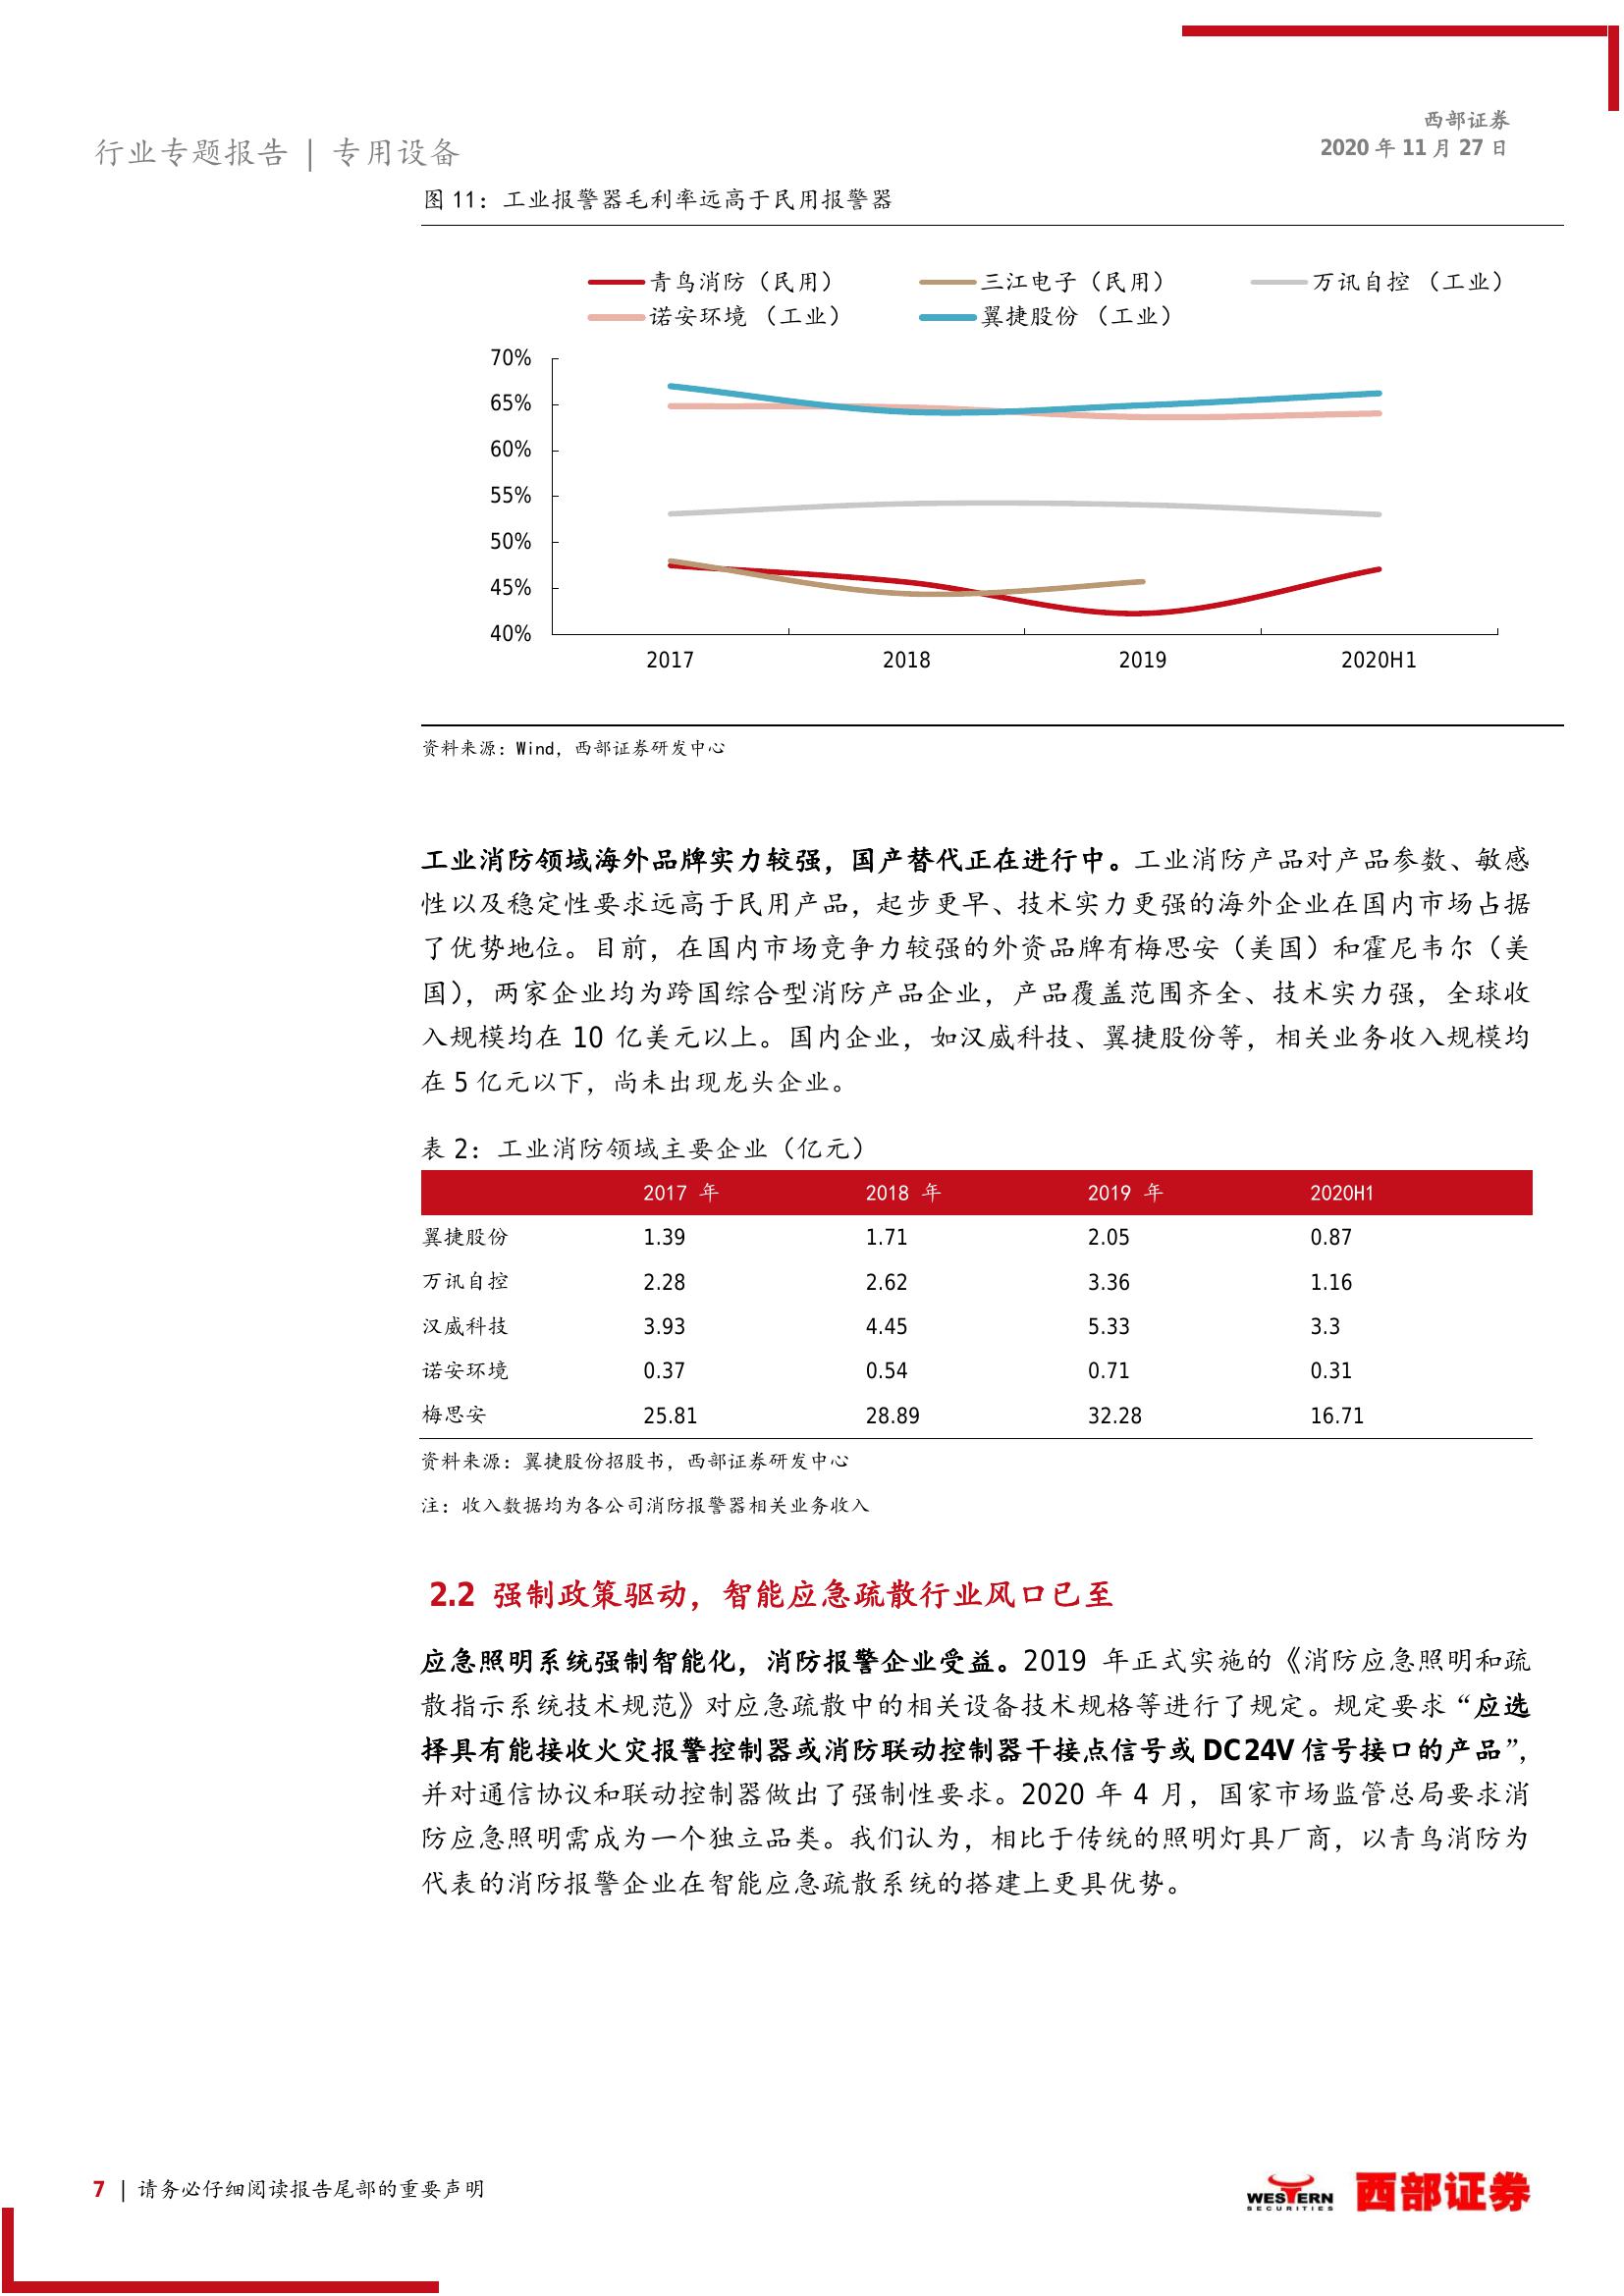 西部证券
2020 年 11 月 27 日
行业专题报告 | 专用设备
图 11：工业报警器毛利率远高于民用报警器
青鸟消防（民用） 三江电子（民用） 万讯自控 （工业）
诺安环境 （工业） 翼捷股份 （工业）
70%
65%
60%
55%
50%
45%
40%
2017 2018 2019 2020H1
资料来源：Wind，西部证券研发中心
工业消防领域海外品牌实力较强，国产替代正在进行中。工业消防产品对产品参数、敏感
性以及稳定性要求远高于民用产品，起步更早、技术实力更强的海外企业在国内市场占据
了优势地位。目前，在国内市场竞争力较强的外资品牌有梅思安（美国）和霍尼韦尔（美
国），两家企业均为跨国综合型消防产品企业，产品覆盖范围齐全、技术实力强，全球收
入规模均在 10 亿美元以上。国内企业，如汉威科技、翼捷股份等，相关业务收入规模均
在 5 亿元以下，尚未出现龙头企业。
表 2：工业消防领域主要企业（亿元）
2017 年 2018 年 2019 年 2020H1
翼捷股份 1.39 1.71 2.05 0.87
万讯自控 2.28 2.62 3.36 1.16
汉威科技 3.93 4.45 5.33 3.3
诺安环境 0.37 0.54 0.71 0.31
梅思安 25.81 28.89 32.28 16.71
资料来源：翼捷股份招股书，西部证券研发中心
注：收入数据均为各公司消防报警器相关业务收入
2.2 强制政策驱动，智能应急疏散行业风口已至
应急照明系统强制智能化，消防报警企业受益。2019 年正式实施的《消防应急照明和疏
散指示系统技术规范》对应急疏散中的相关设备技术规格等进行了规定。规定要求“应选
择具有能接收火灾报警控制器或消防联动控制器干接点信号或 DC24V 信号接口的产品”，
并对通信协议和联动控制器做出了强制性要求。2020 年 4 月，国家市场监管总局要求消
防应急照明需成为一个独立品类。我们认为，相比于传统的照明灯具厂商，以青鸟消防为
代表的消防报警企业在智能应急疏散系统的搭建上更具优势。
7 | 请务必仔细阅读报告尾部的重要声明
WESTERN
SECURITIES
西部证券